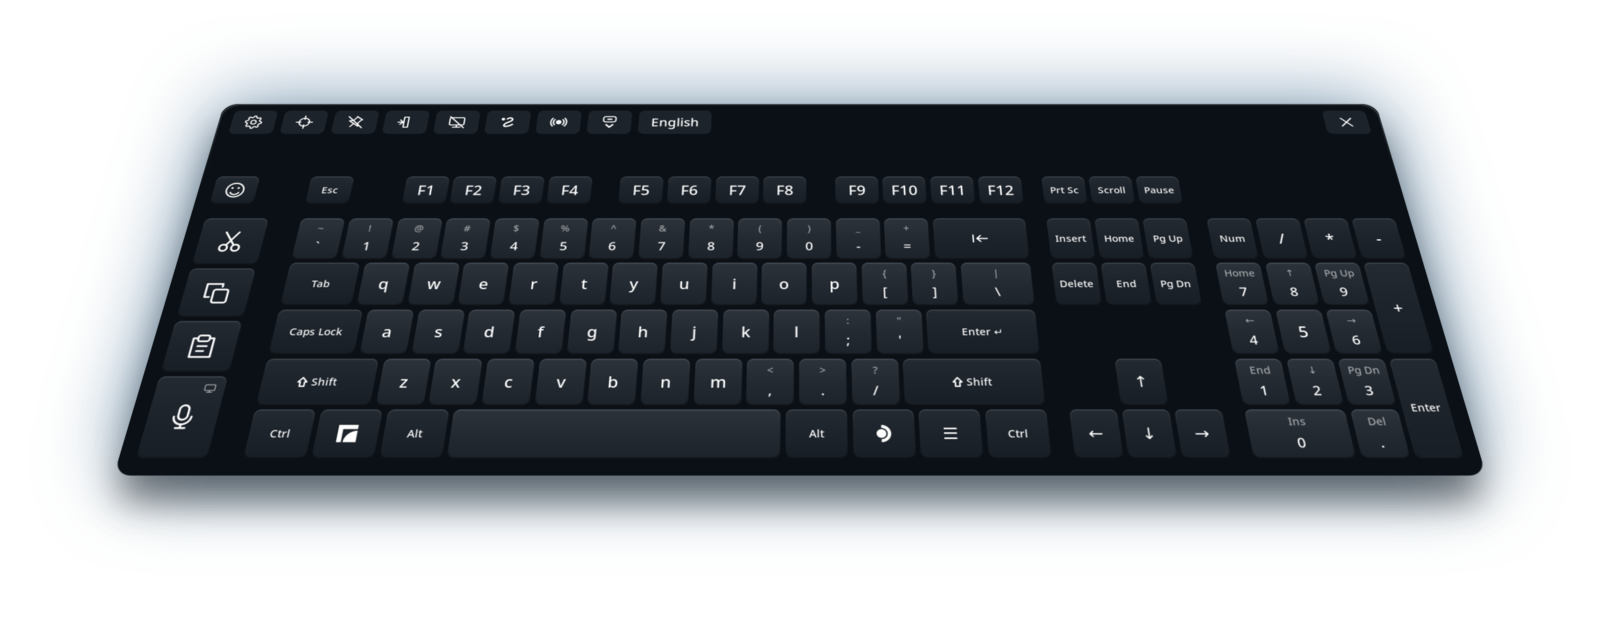 English
Esc F1 F2 F3 F4 F5 F6 F7 F8 F9 F10 F11 F12 Prt Sc Scroll Pause
~ ! @ # $ % ^ & * ( ) _ +
` 1 2 3 4 5 6 7 8 9 0 - = Insert Home Pg Up Num / * -
{ } | Home ↑ Pg Up
Tab q w e r t y u i o p [ ] \ Delete End Pg Dn 7 8 9 +
: " ← →
Caps Lock a s d f g h j k l ; ' Enter ↵ 4 5 6
< > ? End ↓ Pg Dn
Shift z x c v b n m , . / Shift ↑ 1 2 3 Enter
Ins Del
Ctrl Alt Alt Ctrl ← ↓ → 0 .